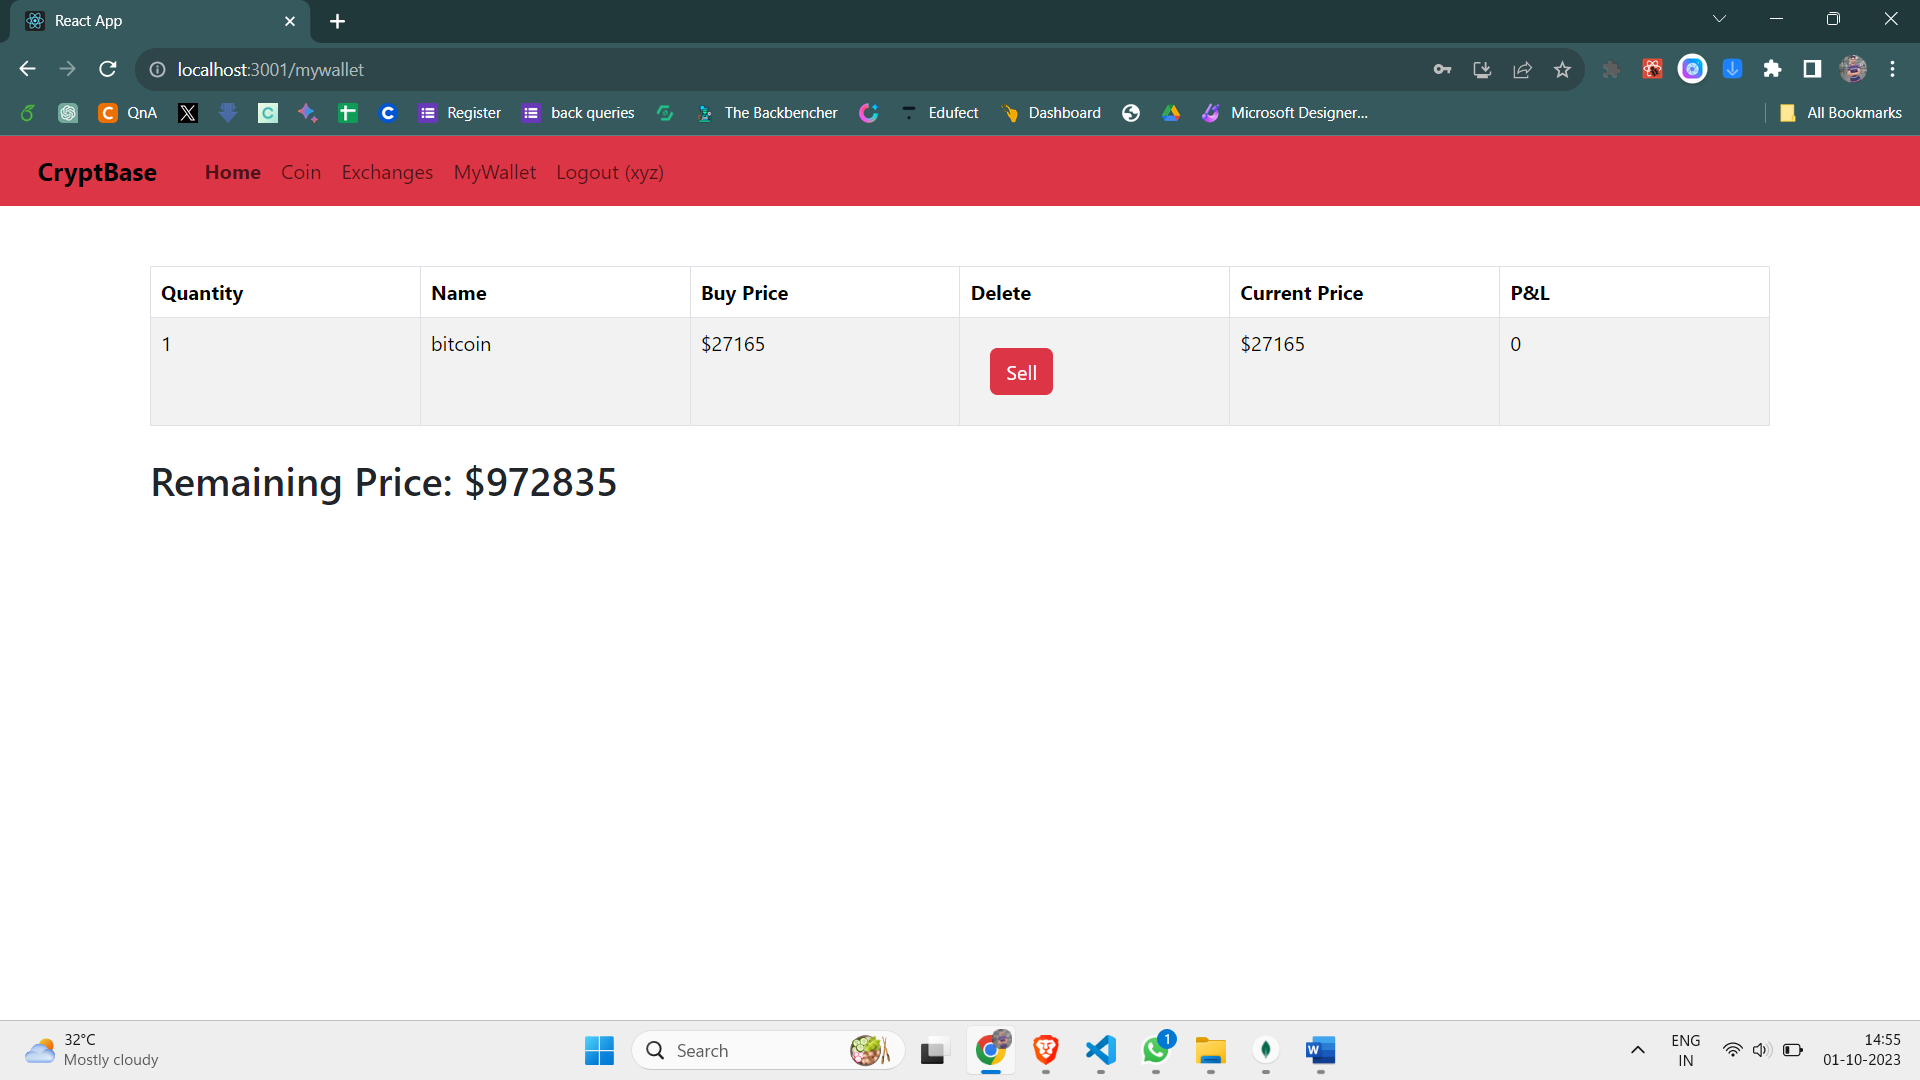 React App
localhost:3001/mywallet
QnA
Register
back queries
The Backbencher
Edufect
Dashboard
Microsoft Designer...
All Bookmarks
CryptBase Home Coin Exchanges MyWallet Logout (xyz)
Quantity Name Buy Price Delete Current Price P&L
1 bitcoin $27165 Sell $27165 0
Remaining Price: $972835
32°C
Mostly cloudy
Search
1
ENG
IN
14:55
01-10-2023